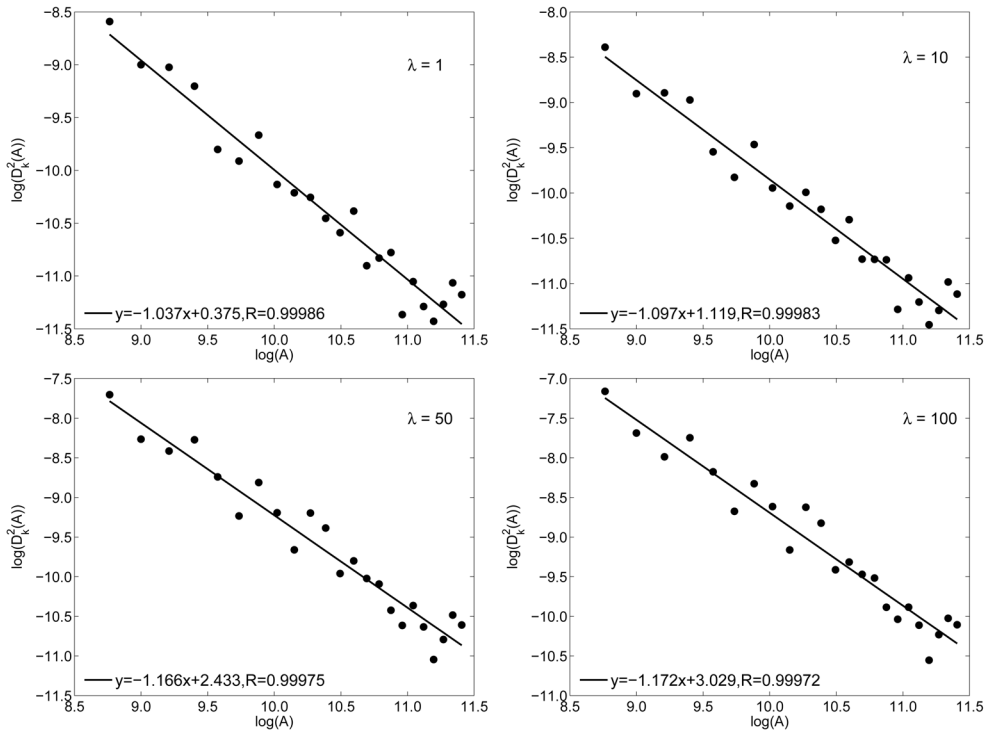 −8.5
λ = 1
−9.0
−9.5
−10.0
−10.5
−11.0
−11.5
log(D²ₖ(A))
y=−1.037x+0.375,R=0.99986
8.5 9.0 9.5 10.0 10.5 11.0 11.5
log(A)
−8.0
λ = 10
−8.5
−9.0
−9.5
−10.0
−10.5
−11.0
−11.5
log(D²ₖ(A))
y=−1.097x+1.119,R=0.99983
8.5 9.0 9.5 10.0 10.5 11.0 11.5
log(A)
−7.5
λ = 50
−8.0
−8.5
−9.0
−9.5
−10.0
−10.5
−11.0
−11.5
log(D²ₖ(A))
y=−1.166x+2.433,R=0.99975
8.5 9.0 9.5 10.0 10.5 11.0 11.5
log(A)
−7.0
λ = 100
−7.5
−8.0
−8.5
−9.0
−9.5
−10.0
−10.5
−11.0
log(D²ₖ(A))
y=−1.172x+3.029,R=0.99972
8.5 9.0 9.5 10.0 10.5 11.0 11.5
log(A)